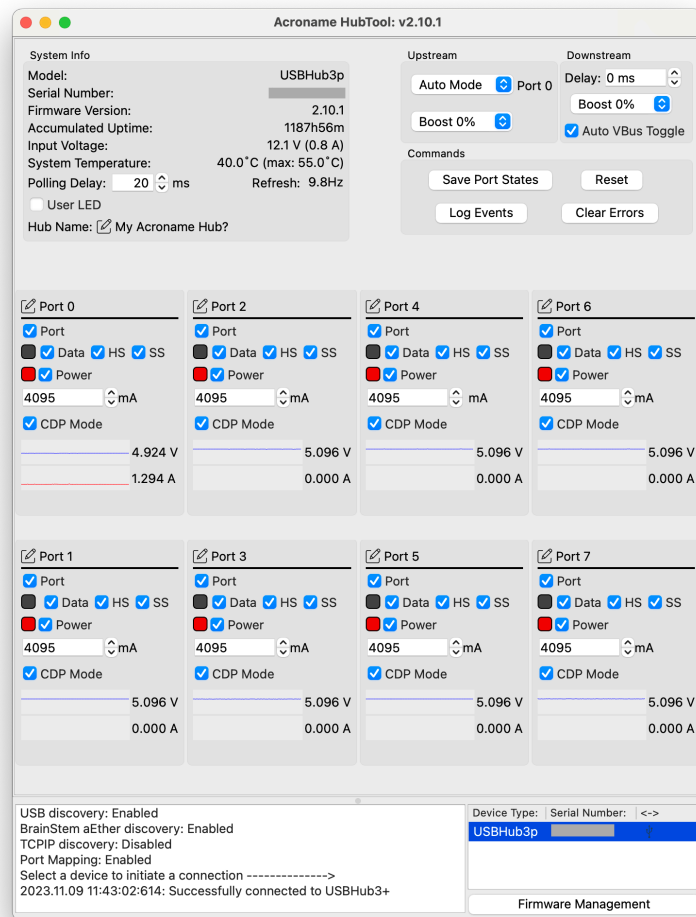 Acroname HubTool: v2.10.1
System Info
Model: USBHub3p
Serial Number:
Firmware Version: 2.10.1
Accumulated Uptime: 1187h56m
Input Voltage: 12.1 V (0.8 A)
System Temperature: 40.0˚C (max: 55.0˚C)
Polling Delay: 20 ms Refresh: 9.8Hz
User LED
Hub Name: My Acroname Hub?
Upstream
Auto Mode Port 0
Boost 0%
Downstream
Delay: 0 ms
Boost 0%
Auto VBus Toggle
Commands
Save Port States Reset
Log Events Clear Errors
Port 0
Port
Data HS SS
Power
4095 mA
CDP Mode
4.924 V
1.294 A
Port 2
Port
Data HS SS
Power
4095 mA
CDP Mode
5.096 V
0.000 A
Port 4
Port
Data HS SS
Power
4095 mA
CDP Mode
5.096 V
0.000 A
Port 6
Port
Data HS SS
Power
4095 mA
CDP Mode
5.096 V
0.000 A
Port 1
Port
Data HS SS
Power
4095 mA
CDP Mode
5.096 V
0.000 A
Port 3
Port
Data HS SS
Power
4095 mA
CDP Mode
5.096 V
0.000 A
Port 5
Port
Data HS SS
Power
4095 mA
CDP Mode
5.096 V
0.000 A
Port 7
Port
Data HS SS
Power
4095 mA
CDP Mode
5.096 V
0.000 A
USB discovery: Enabled
BrainStem aEther discovery: Enabled
TCPIP discovery: Disabled
Port Mapping: Enabled
Select a device to initiate a connection -------------->
2023.11.09 11:43:02:614: Successfully connected to USBHub3+
Device Type: Serial Number: <->
USBHub3p
Firmware Management